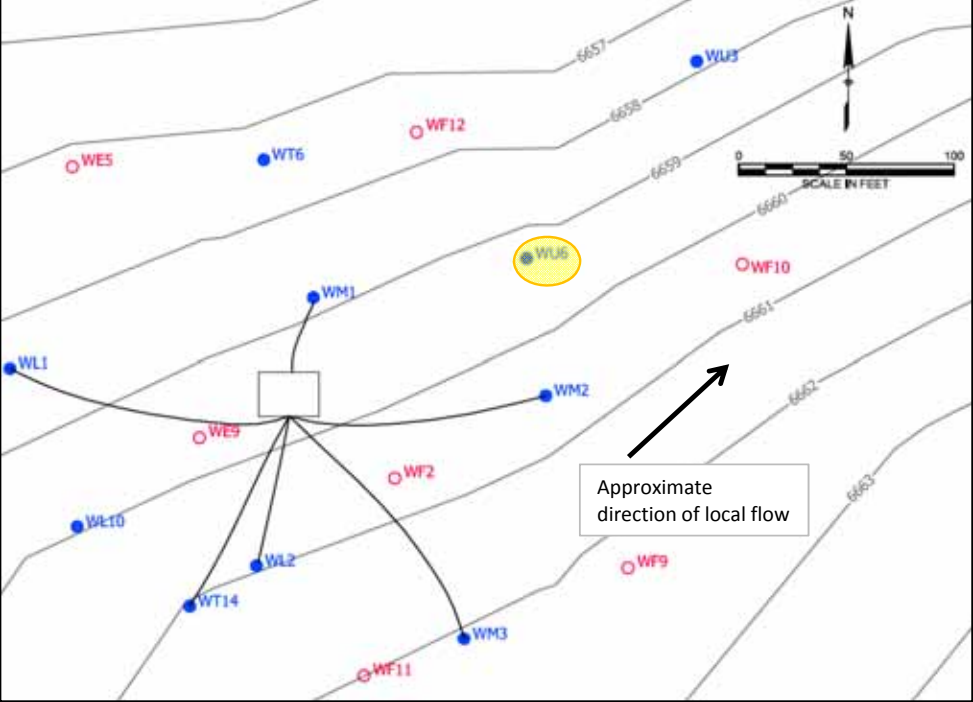 N
6657
WU3
6658
WF12
WT6
WE5
0 50 100
SCALE IN FEET
6659
6660
WU6
WF10
WM1
6661
WL1
WM2
6662
WE9
WF2
Approximate
direction of local flow
6663
WL10
WL2
WF9
WT14
WM3
WF11